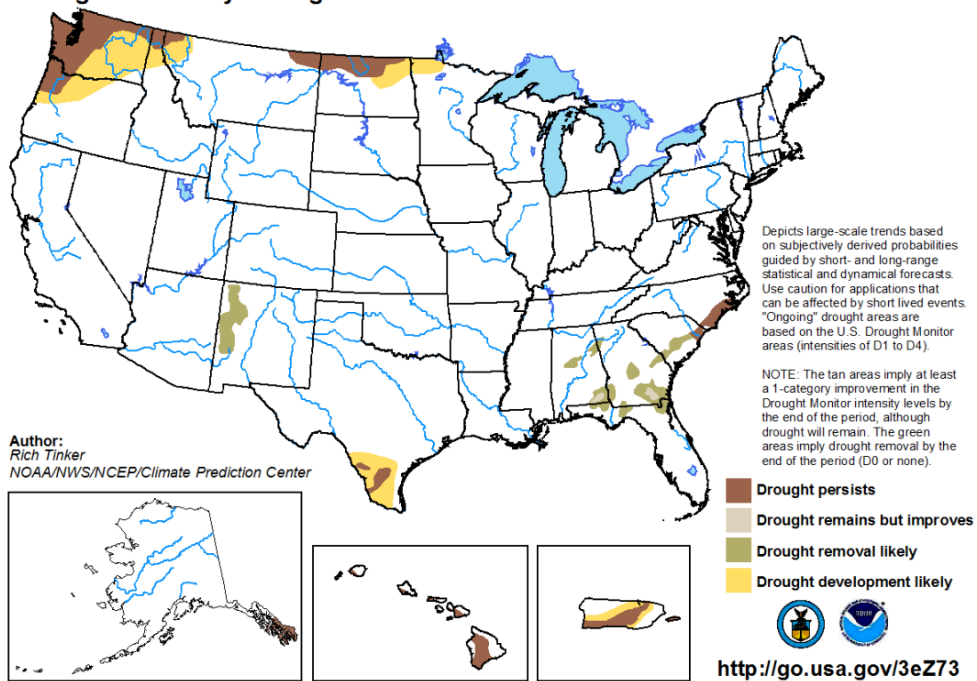 Depicts large-scale trends based
on subjectively derived probabilities
guided by short- and long-range
statistical and dynamical forecasts.
Use caution for applications that
can be affected by short lived events.
"Ongoing" drought areas are
based on the U.S. Drought Monitor
areas (intensities of D1 to D4).
NOTE: The tan areas imply at least
a 1-category improvement in the
Drought Monitor intensity levels by
the end of the period, although
drought will remain. The green
areas imply drought removal by the
end of the period (D0 or none).
Author:
Rich Tinker
NOAA/NWS/NCEP/Climate Prediction Center
Drought persists
Drought remains but improves
Drought removal likely
Drought development likely
http://go.usa.gov/3eZ73